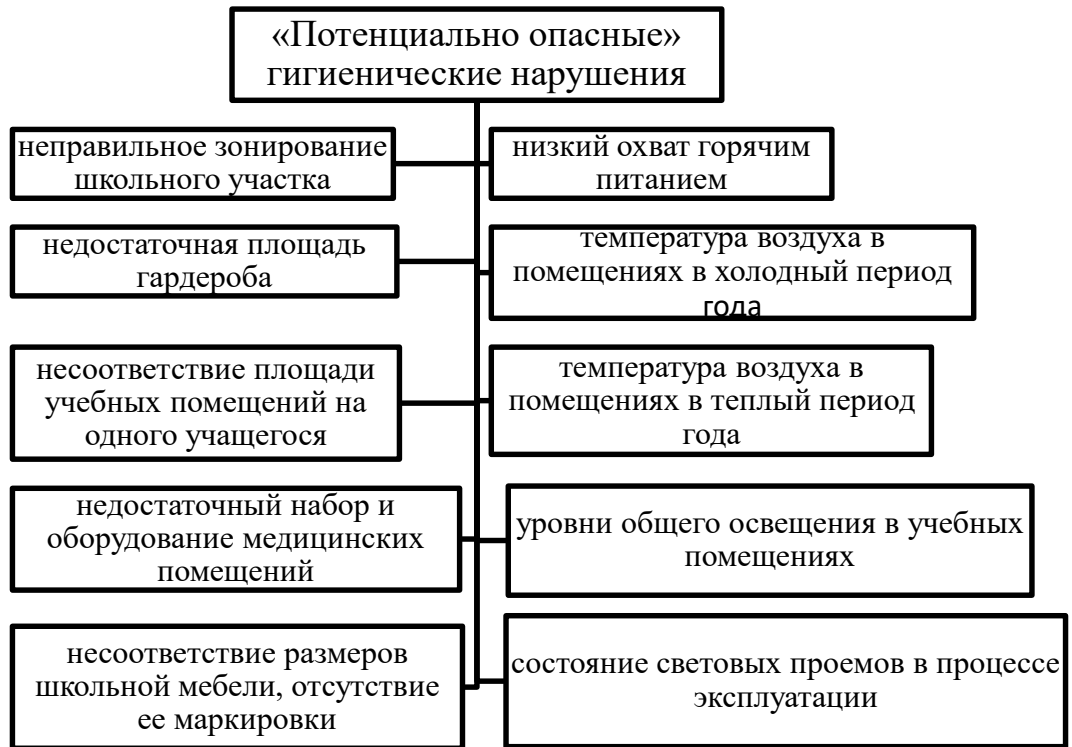 «Потенциально опасные»
гигиенические нарушения
неправильное зонирование
школьного участка
низкий охват горячим
питанием
недостаточная площадь
гардероба
температура воздуха в
помещениях в холодный период
года
несоответствие площади
учебных помещений на
одного учащегося
температура воздуха в
помещениях в теплый период
года
недостаточный набор и
оборудование медицинских
помещений
уровни общего освещения в учебных
помещениях
несоответствие размеров
школьной мебели, отсутствие
ее маркировки
состояние световых проемов в процессе
эксплуатации